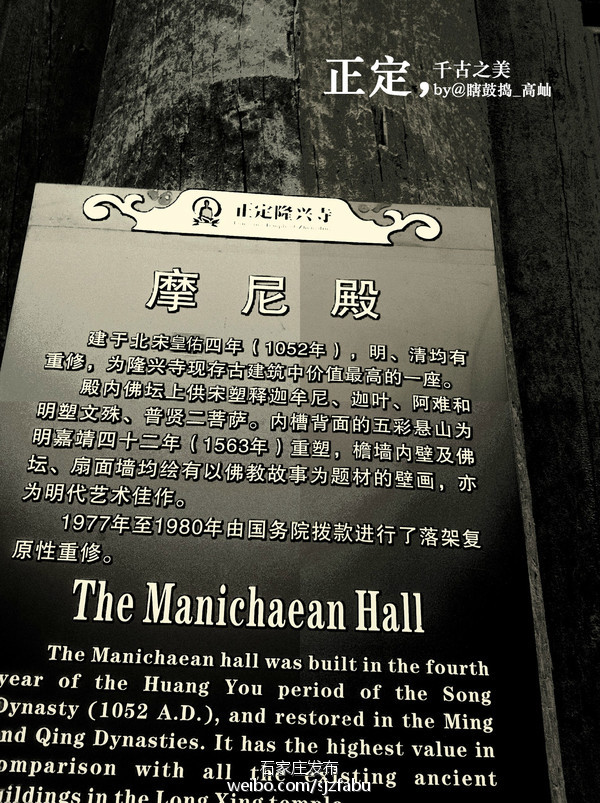 正定，千古之美
by@瞎鼓捣_高屾
正定隆兴寺
摩尼殿
建于北宋皇佑四年（1052年），明、清均有
重修，为隆兴寺现存古建筑中价值最高的一座。
殿内佛坛上供宋塑释迦牟尼、迦叶、阿难和
明塑文殊、普贤二菩萨。内槽背面的五彩悬山为
明嘉靖四十二年（1563年）重塑，檐墙内壁及佛
坛、扇面墙均绘有以佛教故事为题材的壁画，亦
为明代艺术佳作。
1977年至1980年由国务院拨款进行了落架复
原性重修。
The Manichaean Hall
The Manichaean hall was built in the fourth
year of the Huang You period of the Song
Dynasty (1052 A.D.), and restored in the Ming
and Qing Dynasties. It has the highest value in
comparison with all the existing ancient
buildings in the Long Xing temple.
石家庄发布
weibo.com/sjzfabu